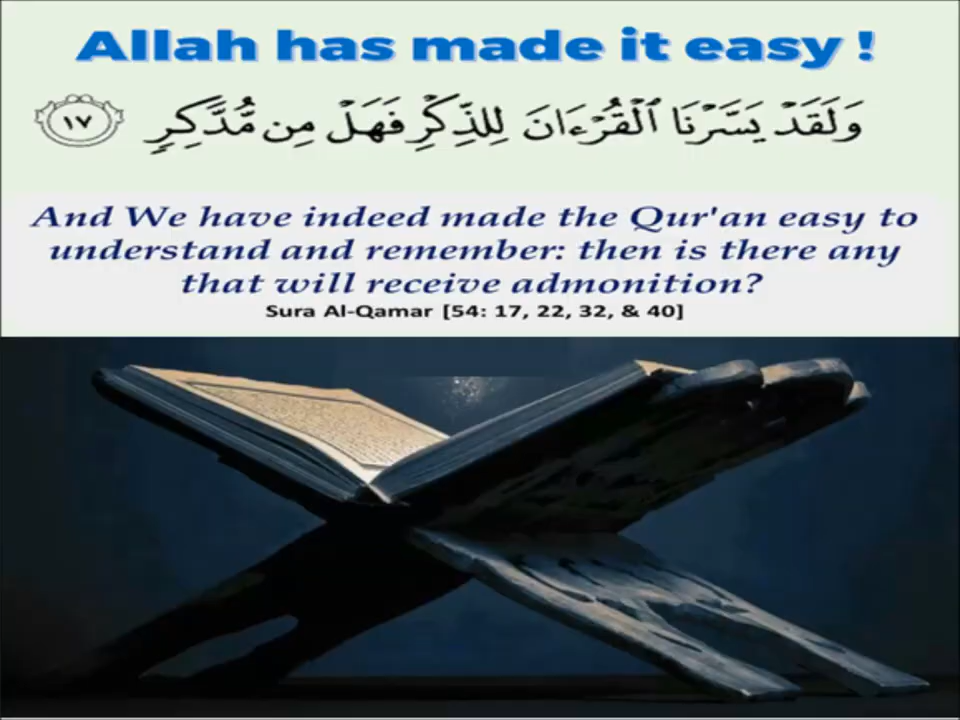 Allah has made it easy !
وَلَقَدْ يَسَّرْنَا ٱلْقُرْءَانَ لِلذِّكْرِ فَهَلْ مِن مُّدَّكِرٍ ١٧
And We have indeed made the Qur'an easy to
understand and remember: then is there any
that will receive admonition?
Sura Al-Qamar [54: 17, 22, 32, & 40]